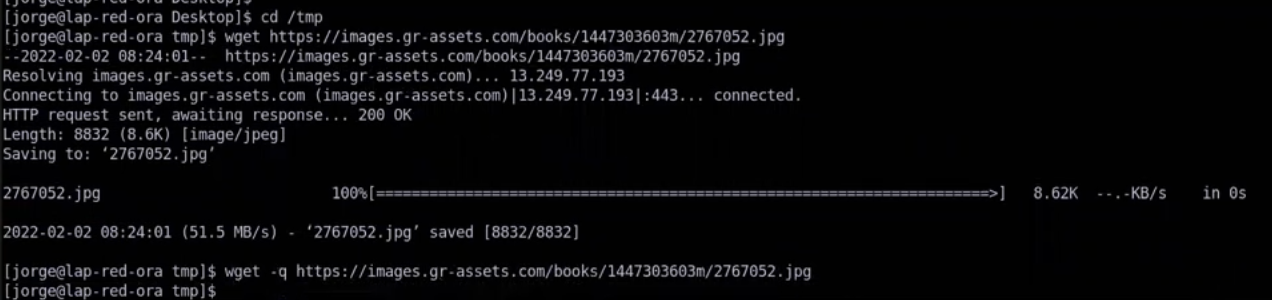 [jorge@lap-red-ora Desktop]$
[jorge@lap-red-ora Desktop]$ cd /tmp
[jorge@lap-red-ora tmp]$ wget https://images.gr-assets.com/books/1447303603m/2767052.jpg
--2022-02-02 08:24:01--  https://images.gr-assets.com/books/1447303603m/2767052.jpg
Resolving images.gr-assets.com (images.gr-assets.com)... 13.249.77.193
Connecting to images.gr-assets.com (images.gr-assets.com)|13.249.77.193|:443... connected.
HTTP request sent, awaiting response... 200 OK
Length: 8832 (8.6K) [image/jpeg]
Saving to: ‘2767052.jpg’
2767052.jpg 100%[=====================================================================>] 8.62K --.-KB/s in 0s
2022-02-02 08:24:01 (51.5 MB/s) - ‘2767052.jpg’ saved [8832/8832]
[jorge@lap-red-ora tmp]$ wget -q https://images.gr-assets.com/books/1447303603m/2767052.jpg
[jorge@lap-red-ora tmp]$